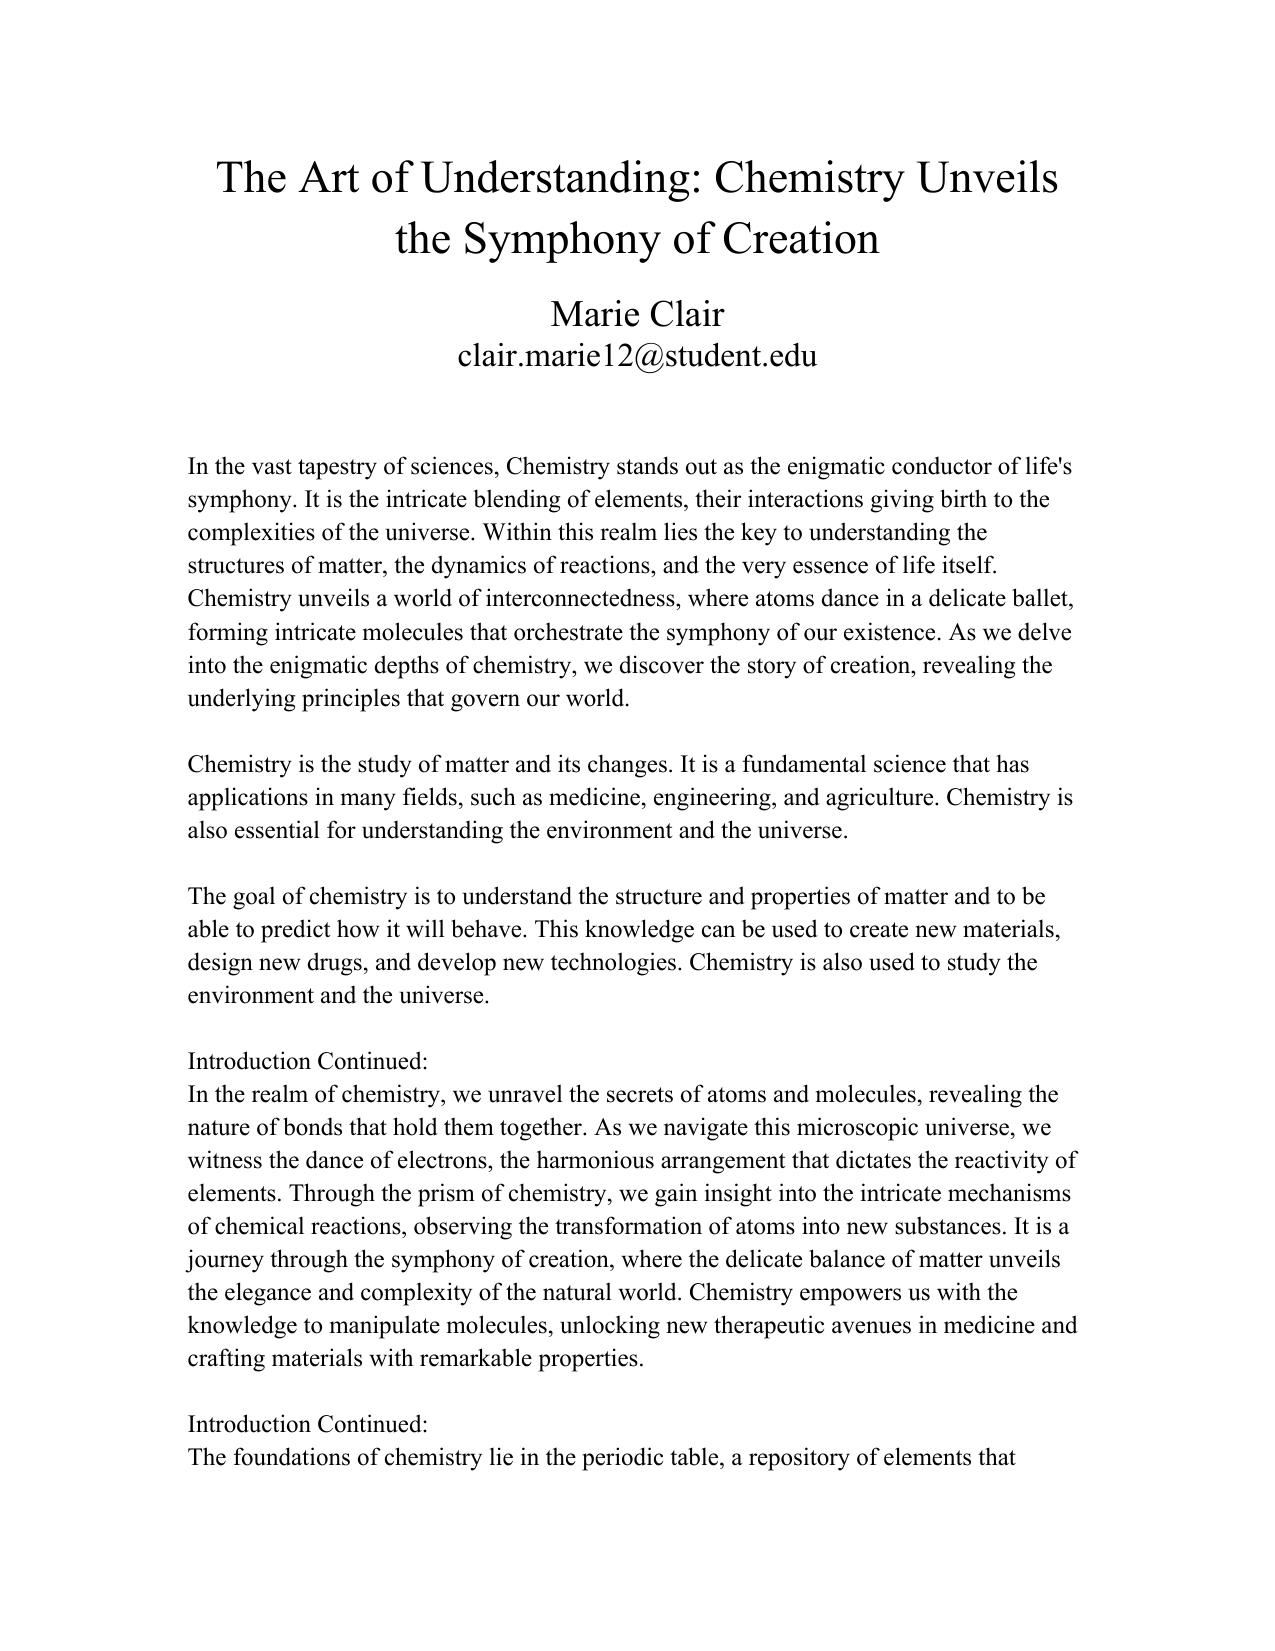 The Art of Understanding: Chemistry Unveils
the Symphony of Creation
Marie Clair
clair.marie12@student.edu
In the vast tapestry of sciences, Chemistry stands out as the enigmatic conductor of life's
symphony. It is the intricate blending of elements, their interactions giving birth to the
complexities of the universe. Within this realm lies the key to understanding the
structures of matter, the dynamics of reactions, and the very essence of life itself.
Chemistry unveils a world of interconnectedness, where atoms dance in a delicate ballet,
forming intricate molecules that orchestrate the symphony of our existence. As we delve
into the enigmatic depths of chemistry, we discover the story of creation, revealing the
underlying principles that govern our world.
Chemistry is the study of matter and its changes. It is a fundamental science that has
applications in many fields, such as medicine, engineering, and agriculture. Chemistry is
also essential for understanding the environment and the universe.
The goal of chemistry is to understand the structure and properties of matter and to be
able to predict how it will behave. This knowledge can be used to create new materials,
design new drugs, and develop new technologies. Chemistry is also used to study the
environment and the universe.
Introduction Continued:
In the realm of chemistry, we unravel the secrets of atoms and molecules, revealing the
nature of bonds that hold them together. As we navigate this microscopic universe, we
witness the dance of electrons, the harmonious arrangement that dictates the reactivity of
elements. Through the prism of chemistry, we gain insight into the intricate mechanisms
of chemical reactions, observing the transformation of atoms into new substances. It is a
journey through the symphony of creation, where the delicate balance of matter unveils
the elegance and complexity of the natural world. Chemistry empowers us with the
knowledge to manipulate molecules, unlocking new therapeutic avenues in medicine and
crafting materials with remarkable properties.
Introduction Continued:
The foundations of chemistry lie in the periodic table, a repository of elements that